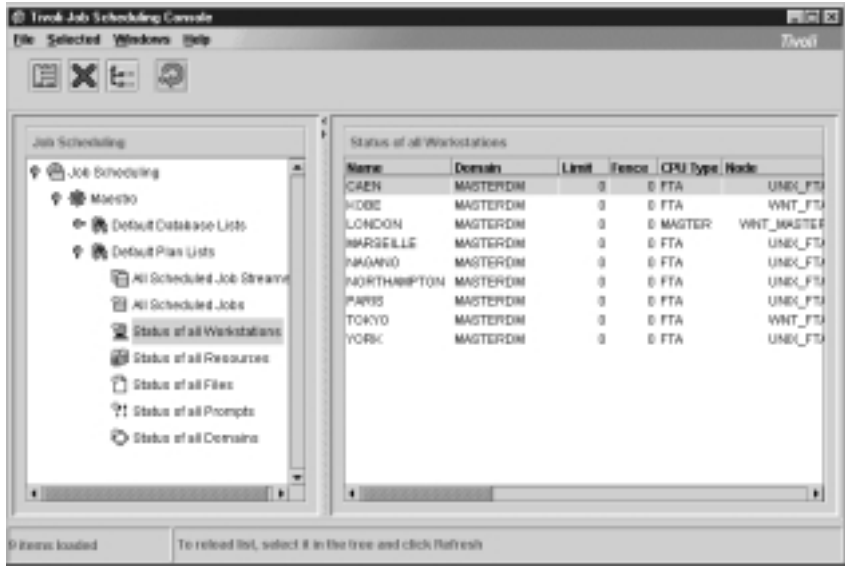 Tivoli Job Scheduling Console
File Selected Windows Help
Tivoli
Job Scheduling
Job Scheduling
Maestro
Default Database Lists
Default Plan Lists
All Scheduled Job Streams
All Scheduled Jobs
Status of all Workstations
Status of all Resources
Status of all Files
Status of all Prompts
Status of all Domains
Status of all Workstations
Name Domain Limit Fence CPU Type Node
CAEN MASTERDM 0 0 FTA UNIX_FTA
KOBE MASTERDM 0 0 FTA WNT_FTA
LONDON MASTERDM 0 0 MASTER WNT_MASTER
MARSEILLE MASTERDM 0 0 FTA UNIX_FTA
NAGANO MASTERDM 0 0 FTA UNIX_FTA
NORTHAMPTON MASTERDM 0 0 FTA UNIX_FTA
PARIS MASTERDM 0 0 FTA UNIX_FTA
TOKYO MASTERDM 0 0 FTA WNT_FTA
YORK MASTERDM 0 0 FTA UNIX_FTA
9 items loaded
To reload list, select it in the tree and click Refresh